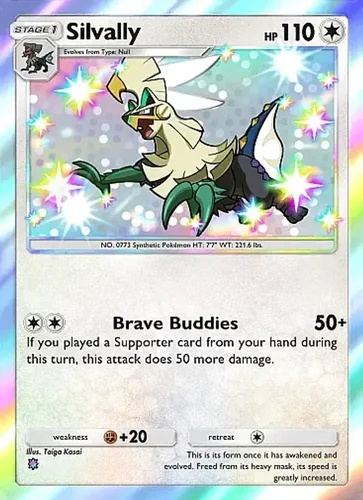 STAGE 1
Silvally
HP 110
Evolves from Type: Null
NO. 0773 Synthetic Pokémon HT: 7'7" WT: 221.6 lbs.
Brave Buddies 50+
If you played a Supporter card from your hand during
this turn, this attack does 50 more damage.
weakness +20 retreat
Illus. Taiga Kasai
This is its form once it has awakened and
evolved. Freed from its heavy mask, its speed is
greatly increased.